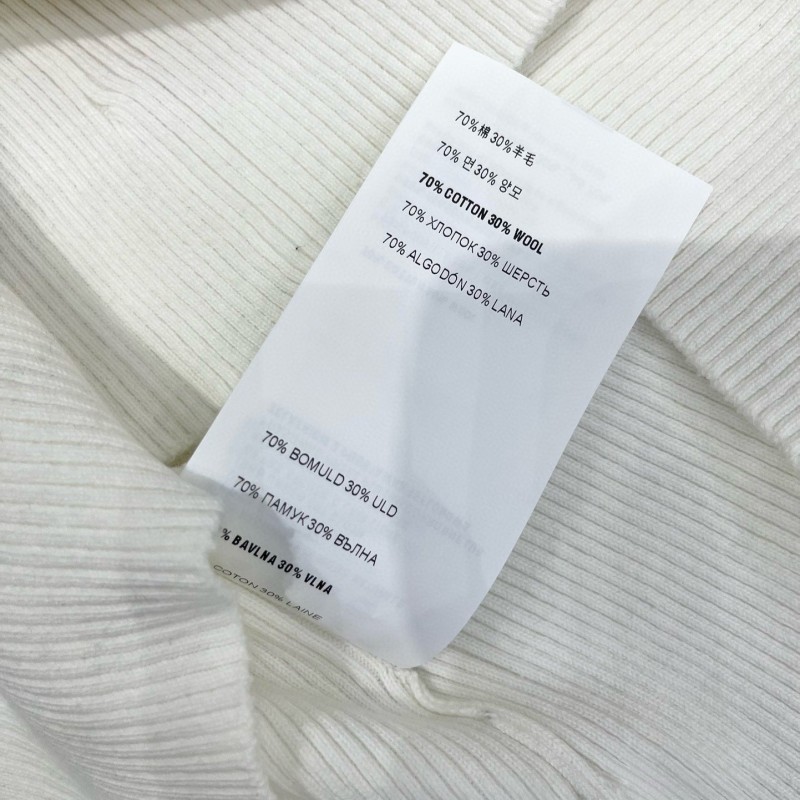 70%棉 30%羊毛
70% 면 30% 양모
70% COTTON 30% WOOL
70% ХЛОПОК 30% ШЕРСТЬ
70% ALGODÓN 30% LANA
70% BOMULD 30% ULD
70% ПАМУК 30% ВЪЛНА
% BAVLNA 30% VLNA
COTON 30% LAINE